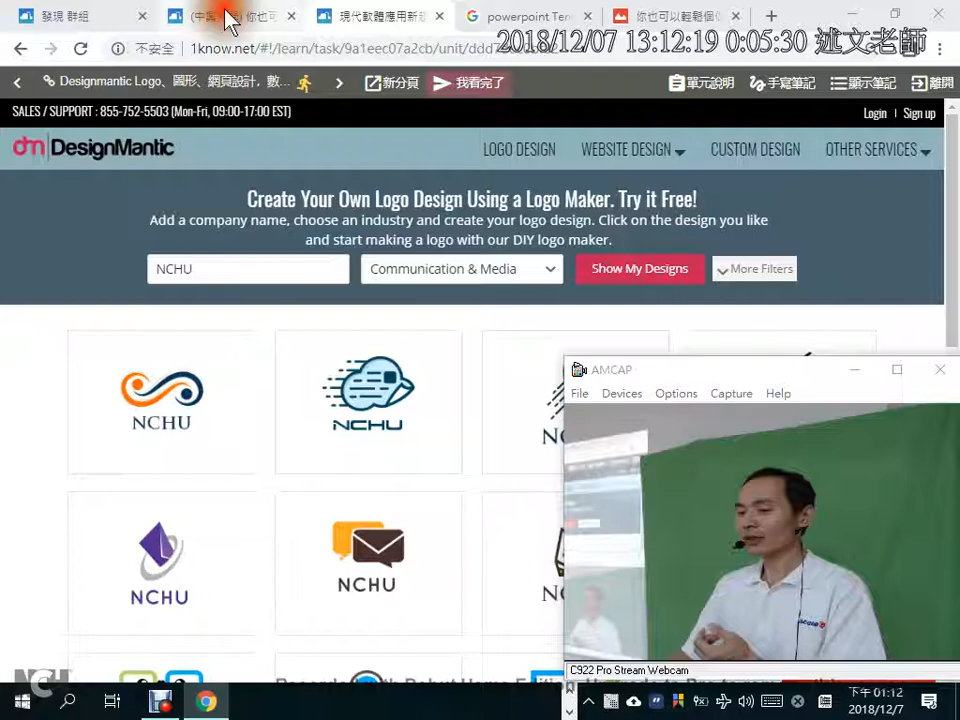 發現 群組
現代軟體應用新
powerpoint Ten
你也可以輕鬆個
2018/12/07 13:12:19 0:05:30 述文老師
不安全
1know.net/#!/learn/task/9a1eec07a2cb/unit/ddd
Designmantic Logo、圖形、網頁設計，數...
新分頁
我看完了
單元說明
手寫筆記
顯示筆記
離開
SALES / SUPPORT : 855-752-5503 (Mon-Fri, 09:00-17:00 EST)
Login
Sign up
dm DesignMantic
LOGO DESIGN
WEBSITE DESIGN
CUSTOM DESIGN
OTHER SERVICES
Create Your Own Logo Design Using a Logo Maker. Try it Free!
Add a company name, choose an industry and create your logo design. Click on the design you like
and start making a logo with our DIY logo maker.
NCHU
Communication & Media
Show My Designs
More Filters
NCHU
NCHU
AMCAP
File
Devices
Options
Capture
Help
NCHU
NCHU
C922 Pro Stream Webcam
下午 01:12
2018/12/7